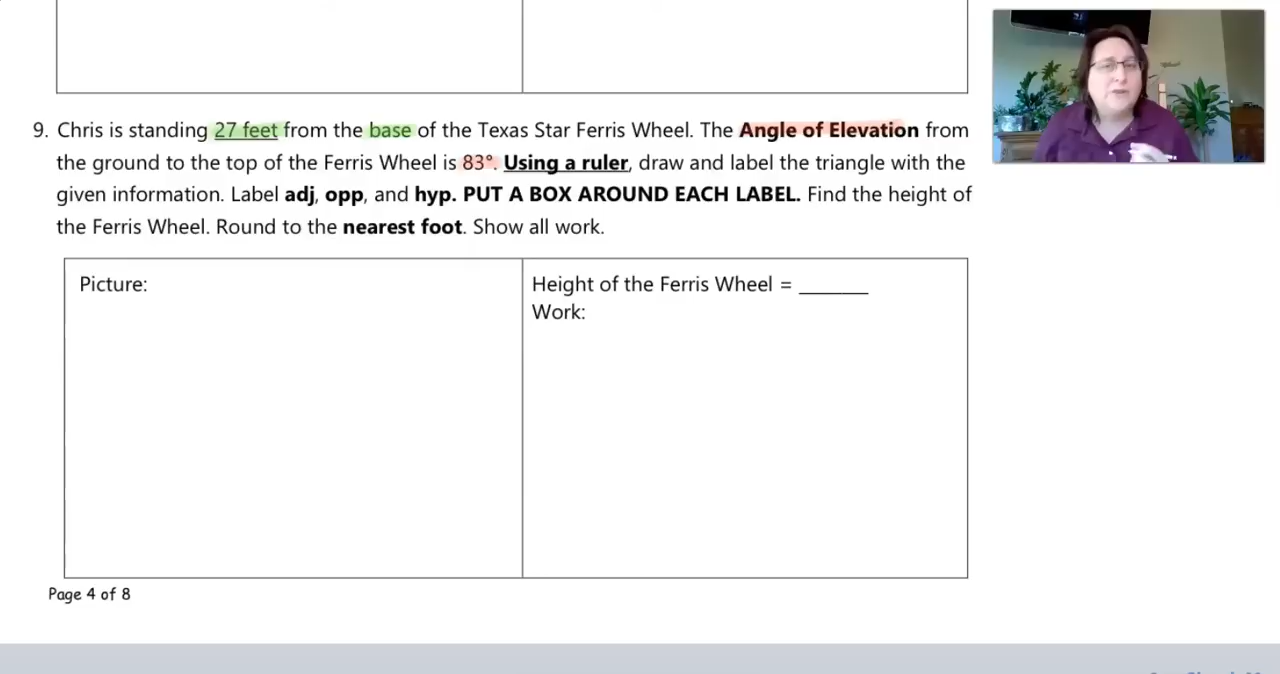 9. Chris is standing 27 feet from the base of the Texas Star Ferris Wheel. The Angle of Elevation from
the ground to the top of the Ferris Wheel is 83°. Using a ruler, draw and label the triangle with the
given information. Label adj, opp, and hyp. PUT A BOX AROUND EACH LABEL. Find the height of
the Ferris Wheel. Round to the nearest foot. Show all work.
Picture:
Height of the Ferris Wheel = ______
Work:
Page 4 of 8